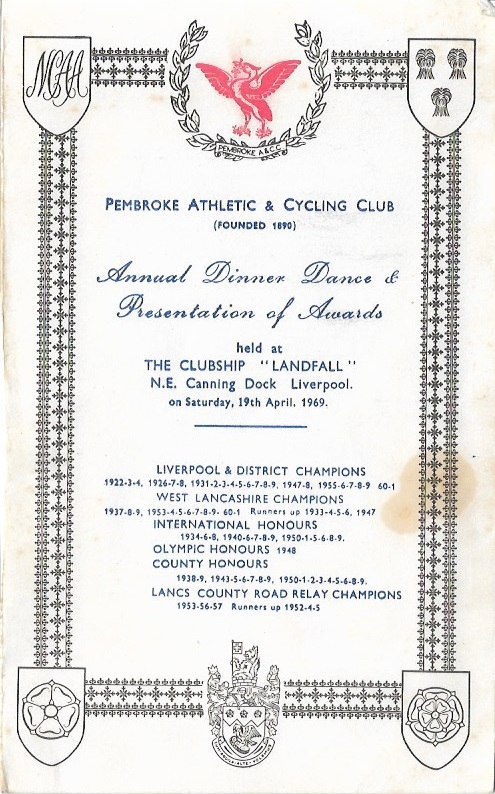 NCAA
PEMBROKE A & C.C.
PEMBROKE ATHLETIC & CYCLING CLUB
(FOUNDED 1890)
Annual Dinner Dance &
Presentation of Awards
held at
THE CLUBSHIP "LANDFALL"
N.E. Canning Dock Liverpool.
on Saturday, 19th April, 1969.
LIVERPOOL & DISTRICT CHAMPIONS
1922-3-4, 1926-7-8, 1931-2-3-4-5-6-7-8-9, 1947-8, 1955-6-7-8-9 60-1
WEST LANCASHIRE CHAMPIONS
1937-8-9, 1953-4-5-6-7-8-9- 60-1 Runners up 1933-4-5-6, 1947
INTERNATIONAL HONOURS
1934-6-8, 1940-6-7-8-9, 1950-1-5-6-8-9.
OLYMPIC HONOURS 1948
COUNTY HONOURS
1938-9, 1943-5-6-7-8-9, 1950-1-2-3-4-5-6-8-9.
LANCS COUNTY ROAD RELAY CHAMPIONS
1953-56-57 Runners up 1952-4-5